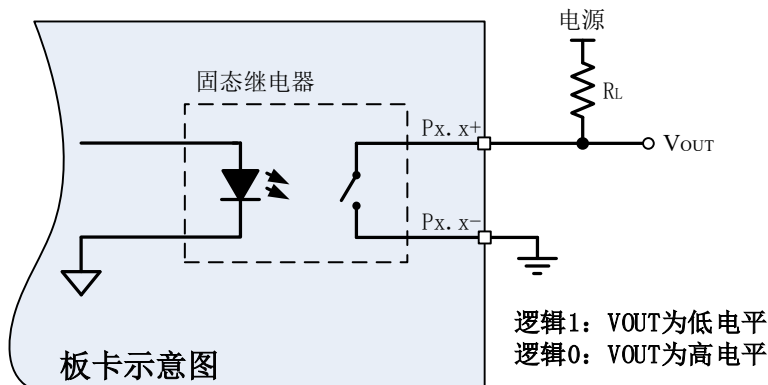 电源
固态继电器
RL
Px.x+
VOUT
Px.x-
逻辑1：VOUT为低电平
逻辑0：VOUT为高电平
板卡示意图